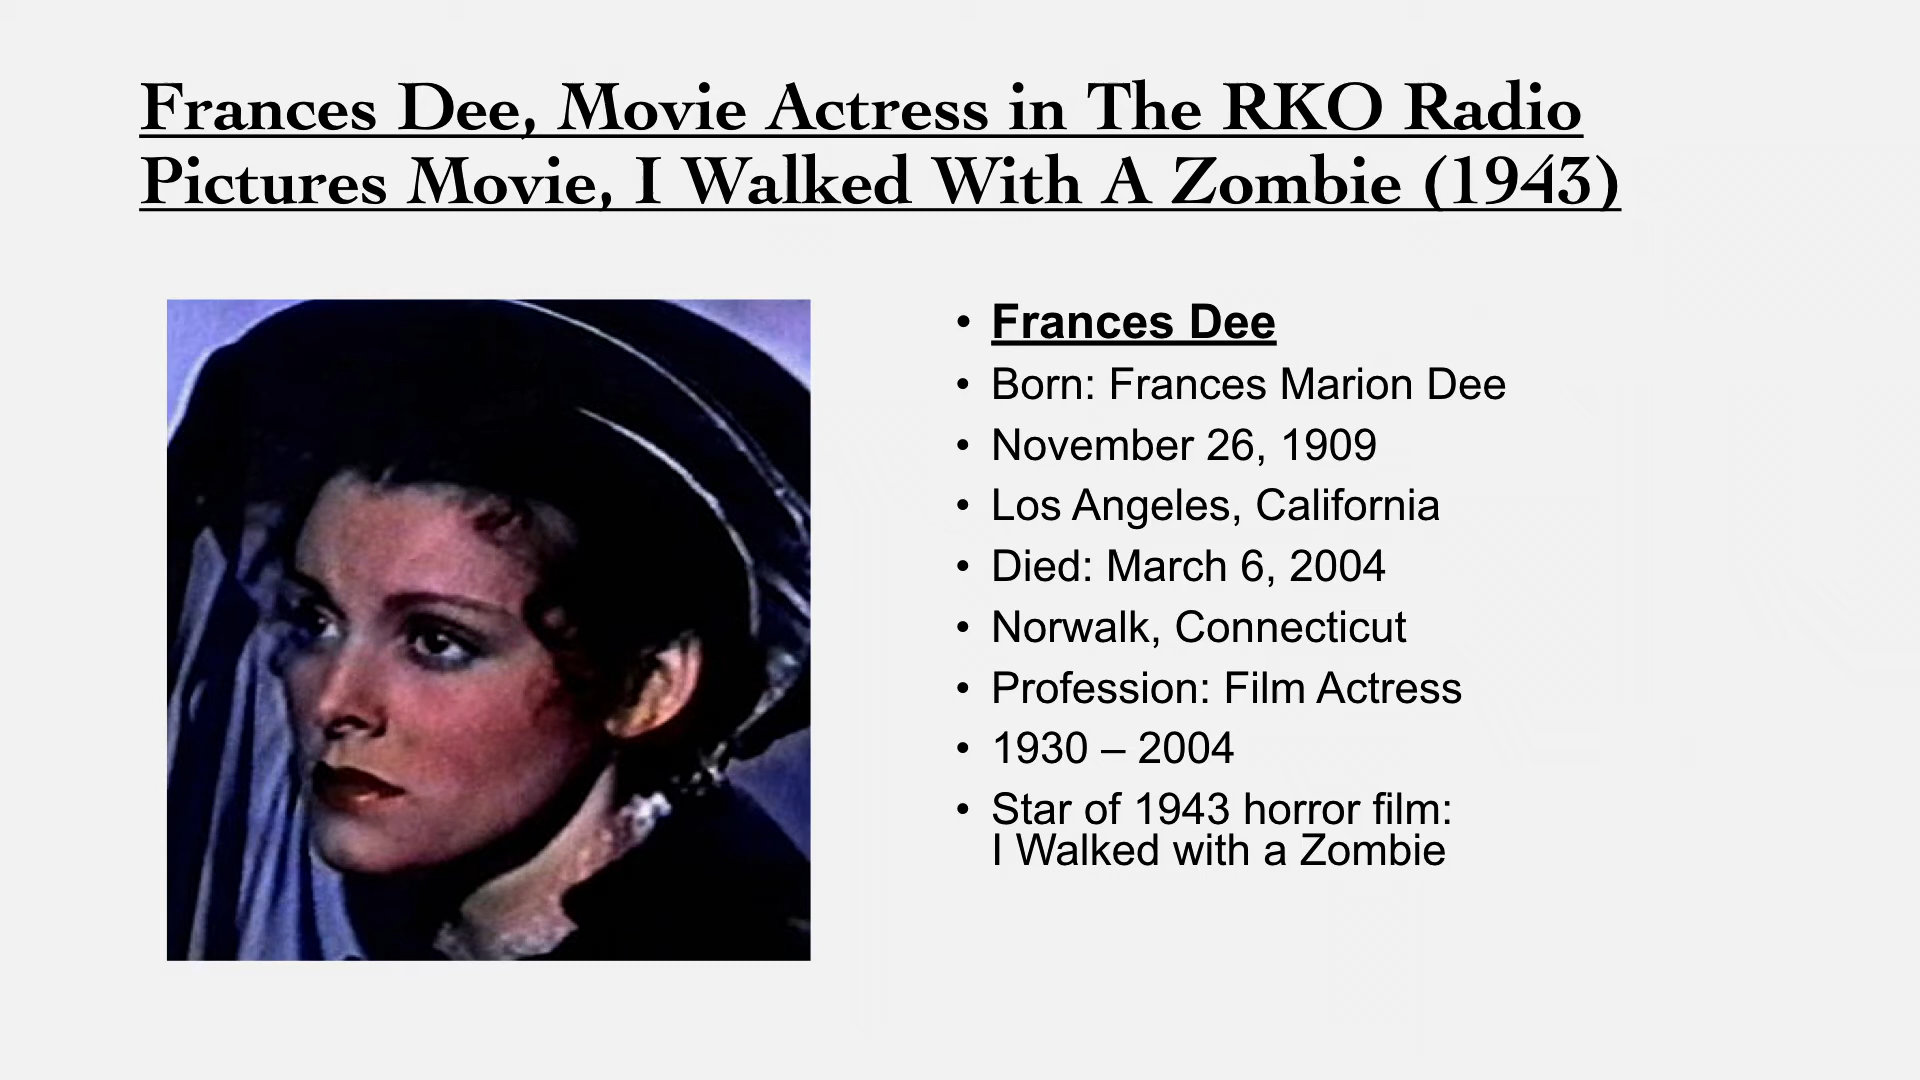 Frances Dee, Movie Actress in The RKO Radio
Pictures Movie, I Walked With A Zombie (1943)
• Frances Dee
• Born: Frances Marion Dee
• November 26, 1909
• Los Angeles, California
• Died: March 6, 2004
• Norwalk, Connecticut
• Profession: Film Actress
• 1930 – 2004
• Star of 1943 horror film:
I Walked with a Zombie